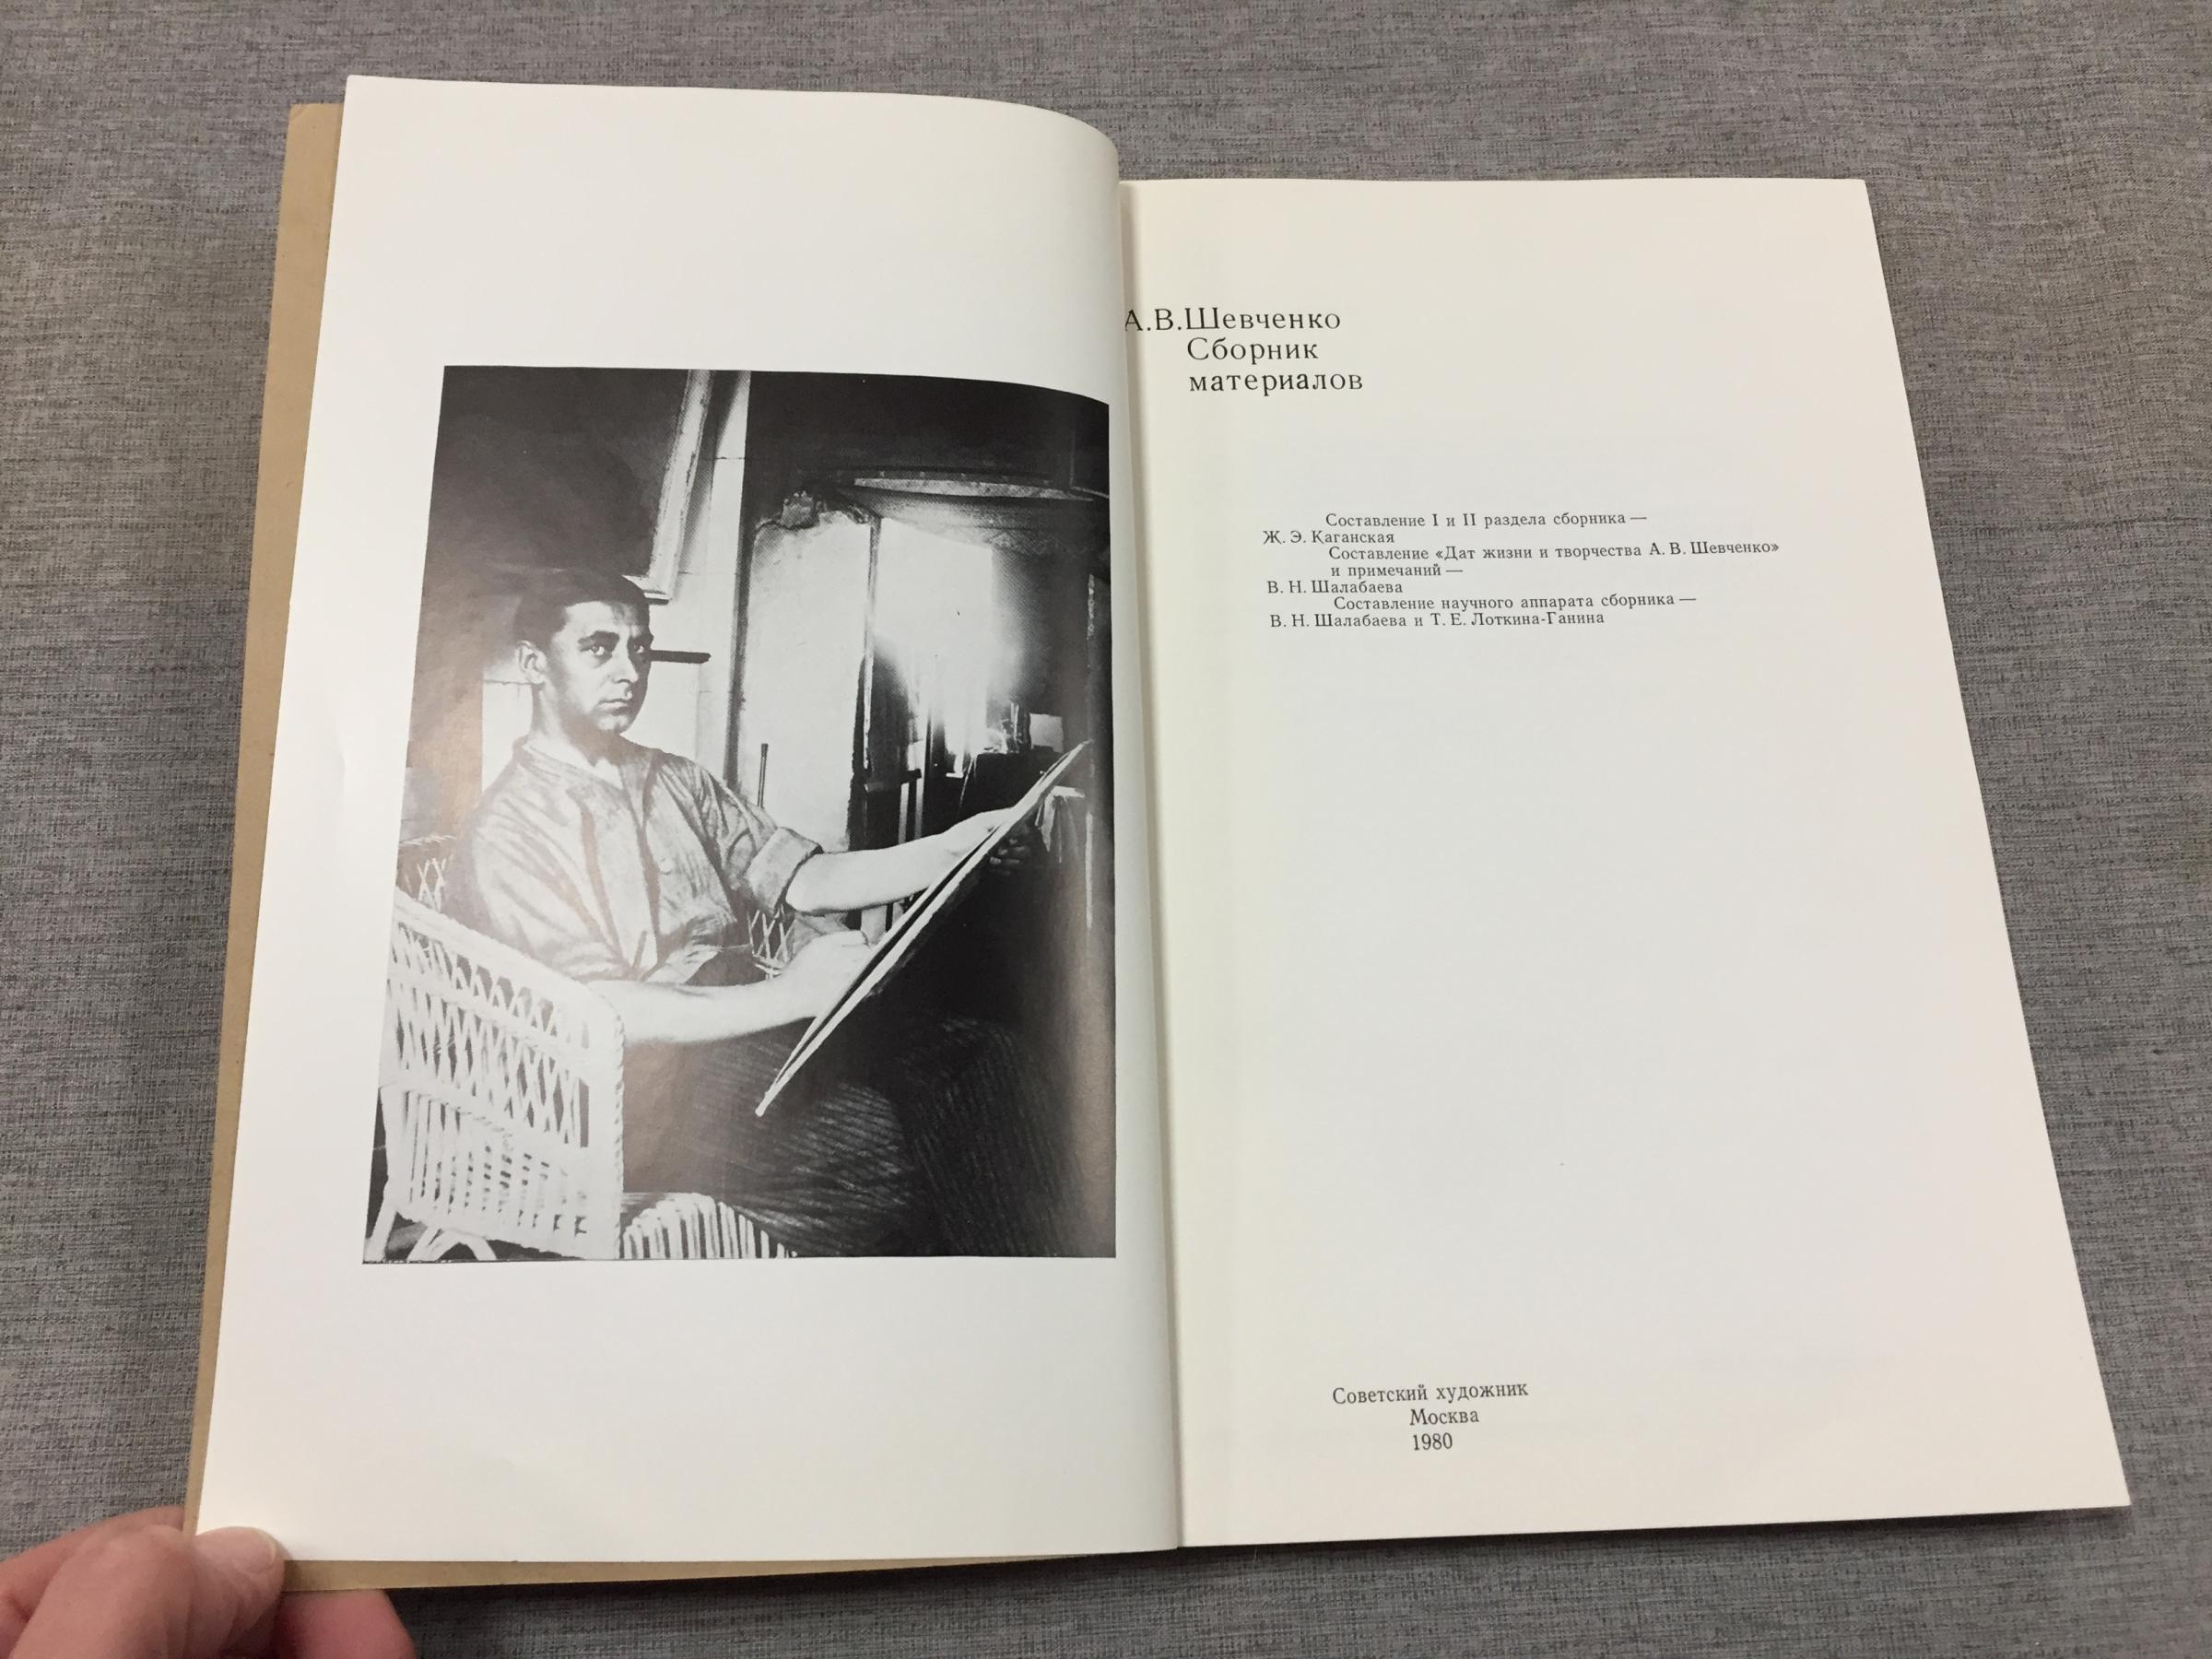 А.В.Шевченко
Сборник
материалов
Составление I и II раздела сборника —
Ж. Э. Каганская
Составление «Дат жизни и творчества А. В. Шевченко»
и примечаний —
В. Н. Шалабаева
Составление научного аппарата сборника —
В. Н. Шалабаева и Т. Е. Лоткина-Ганина
Советский художник
Москва
1980